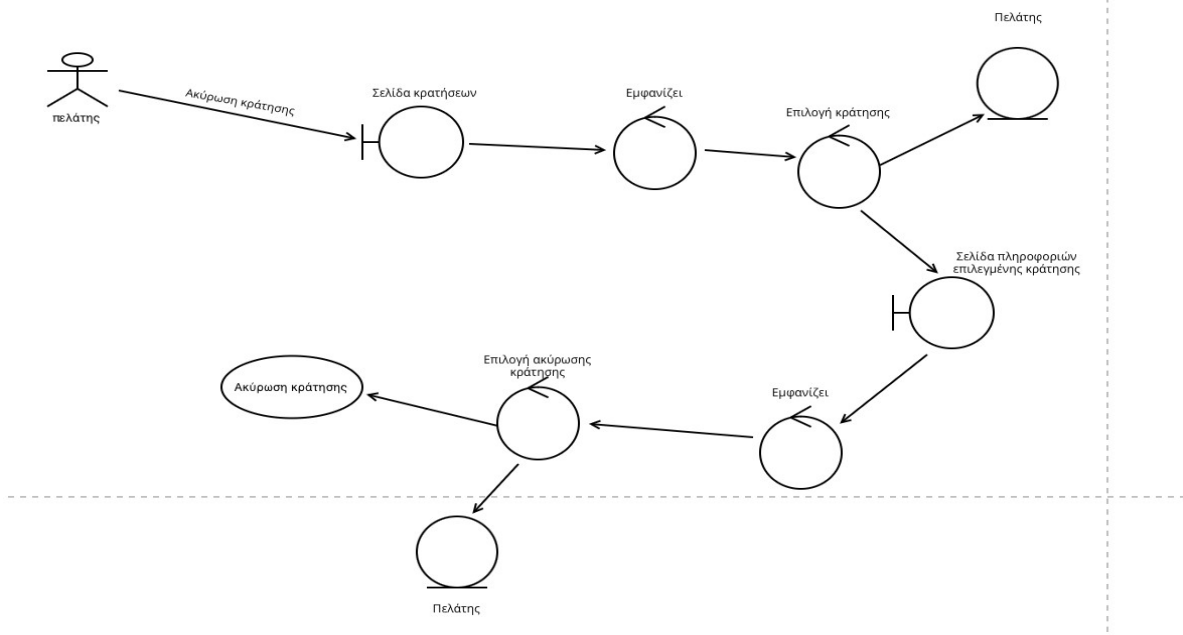 Πελάτης
πελάτης
Ακύρωση κράτησης
Σελίδα κρατήσεων
Εμφανίζει
Επιλογή κράτησης
Σελίδα πληροφοριών
επιλεγμένης κράτησης
Ακύρωση κράτησης
Επιλογή ακύρωσης
κράτησης
Εμφανίζει
Πελάτης